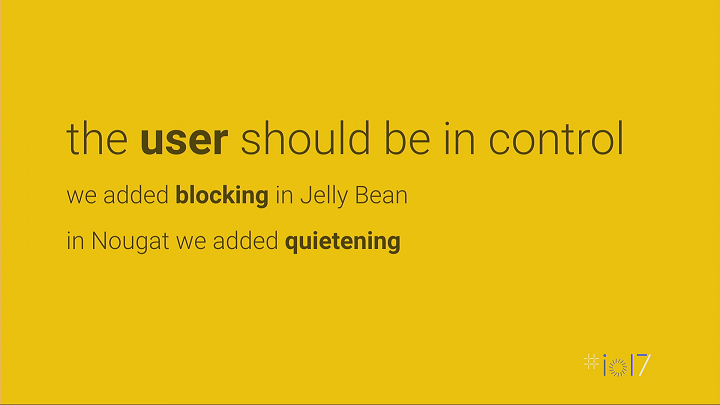 the user should be in control
we added blocking in Jelly Bean
in Nougat we added quietening
#io17